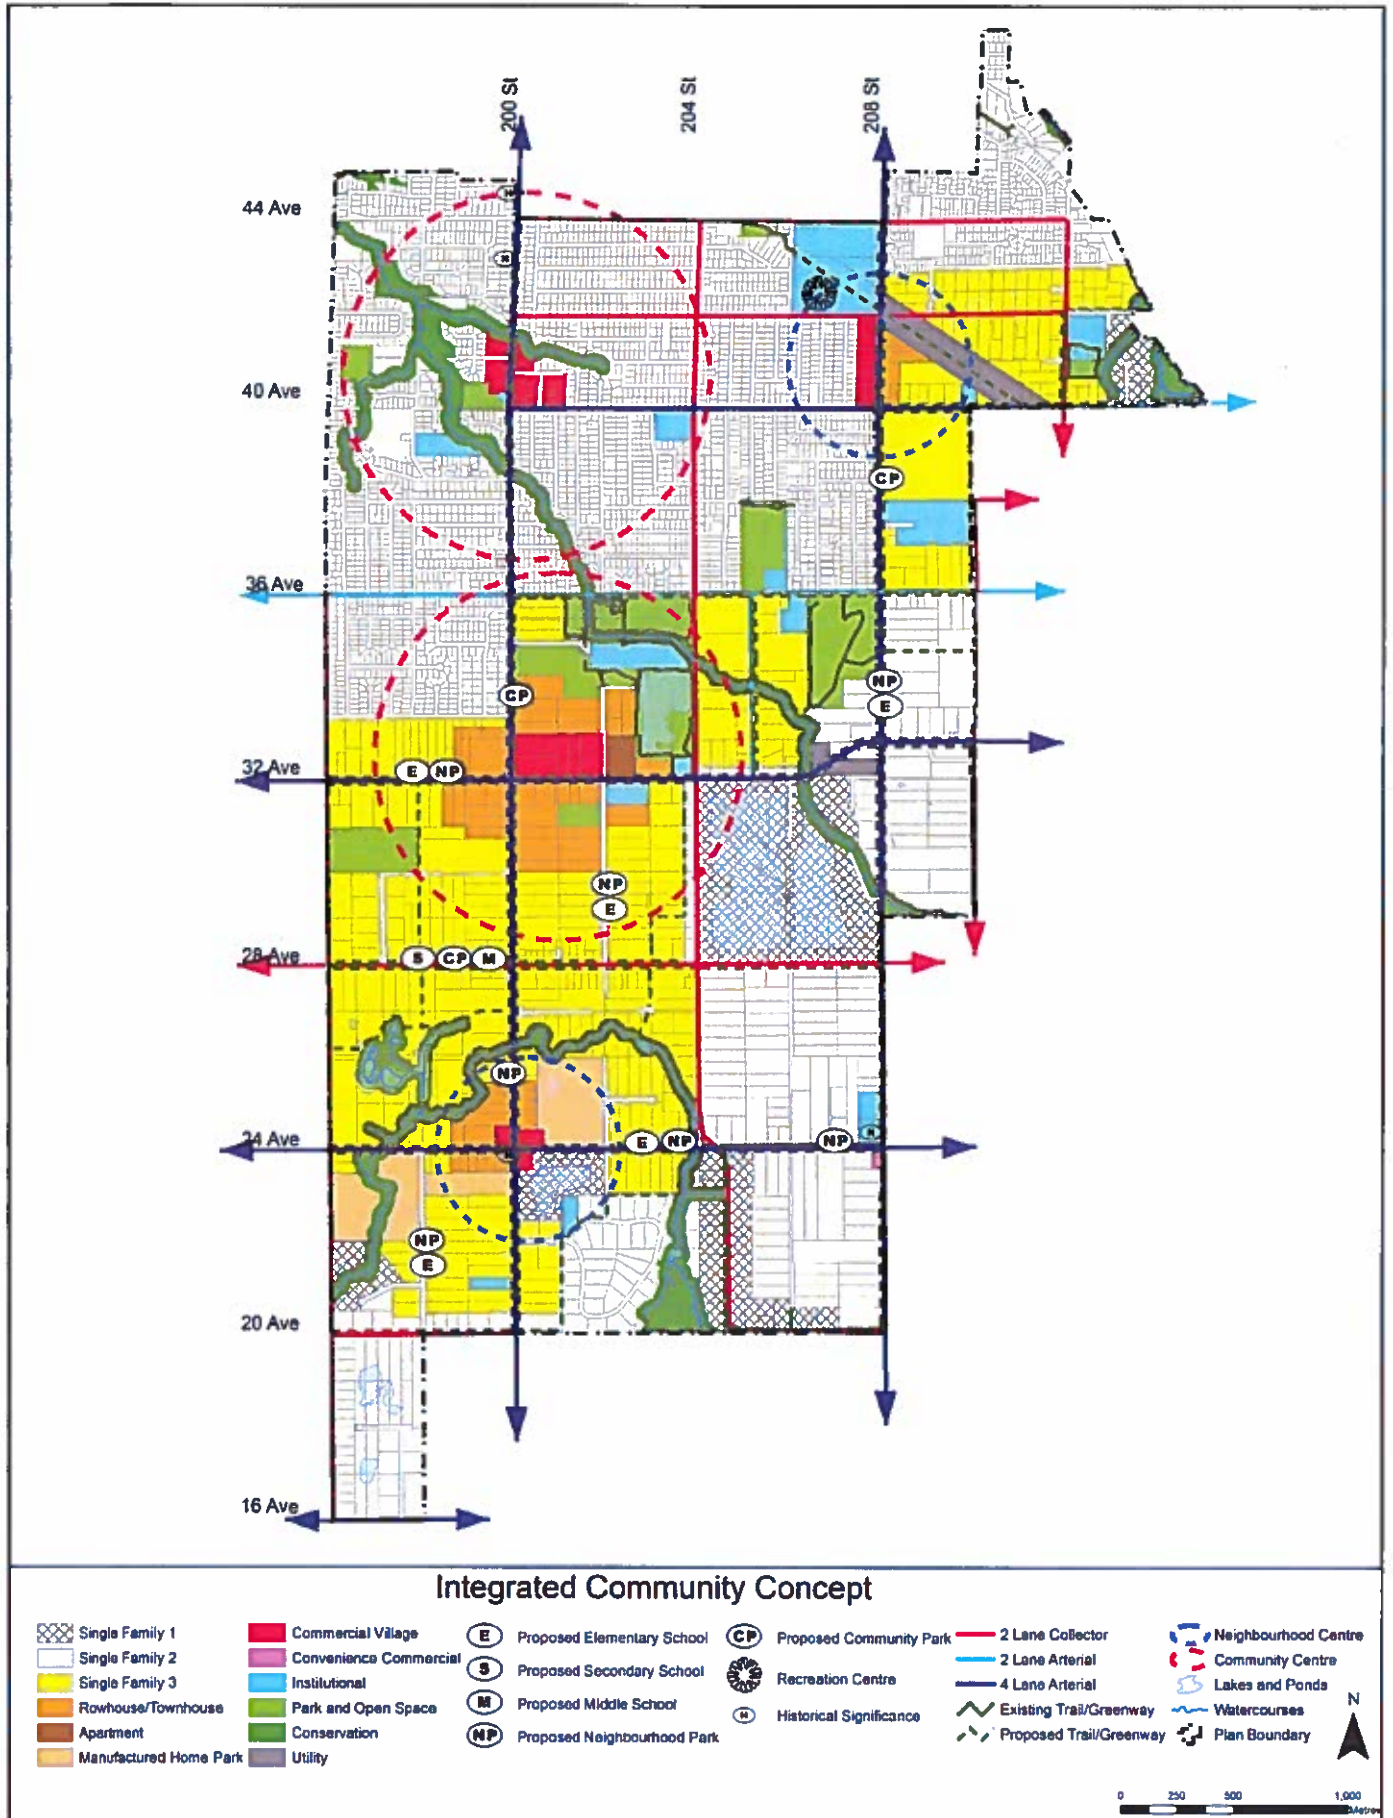 200 St
204 St
208 St
44 Ave
H
H
40 Ave
CP
36 Ave
NP
CP
E
32 Ave
E NP
NP
E
28 Ave
S CP M
NP
24 Ave
E NP NP H
NP
E
20 Ave
16 Ave
Integrated Community Concept
Single Family 1
Single Family 2
Single Family 3
Rowhouse/Townhouse
Apartment
Manufactured Home Park
Commercial Village
Convenience Commercial
Institutional
Park and Open Space
Conservation
Utility
E Proposed Elementary School
S Proposed Secondary School
M Proposed Middle School
NP Proposed Neighbourhood Park
CP Proposed Community Park
Recreation Centre
H Historical Significance
2 Lane Collector
2 Lane Arterial
4 Lane Arterial
Existing Trail/Greenway
Proposed Trail/Greenway
Neighbourhood Centre
Community Centre
Lakes and Ponds
Watercourses
Plan Boundary
N
0 250 500 1,000
Metres